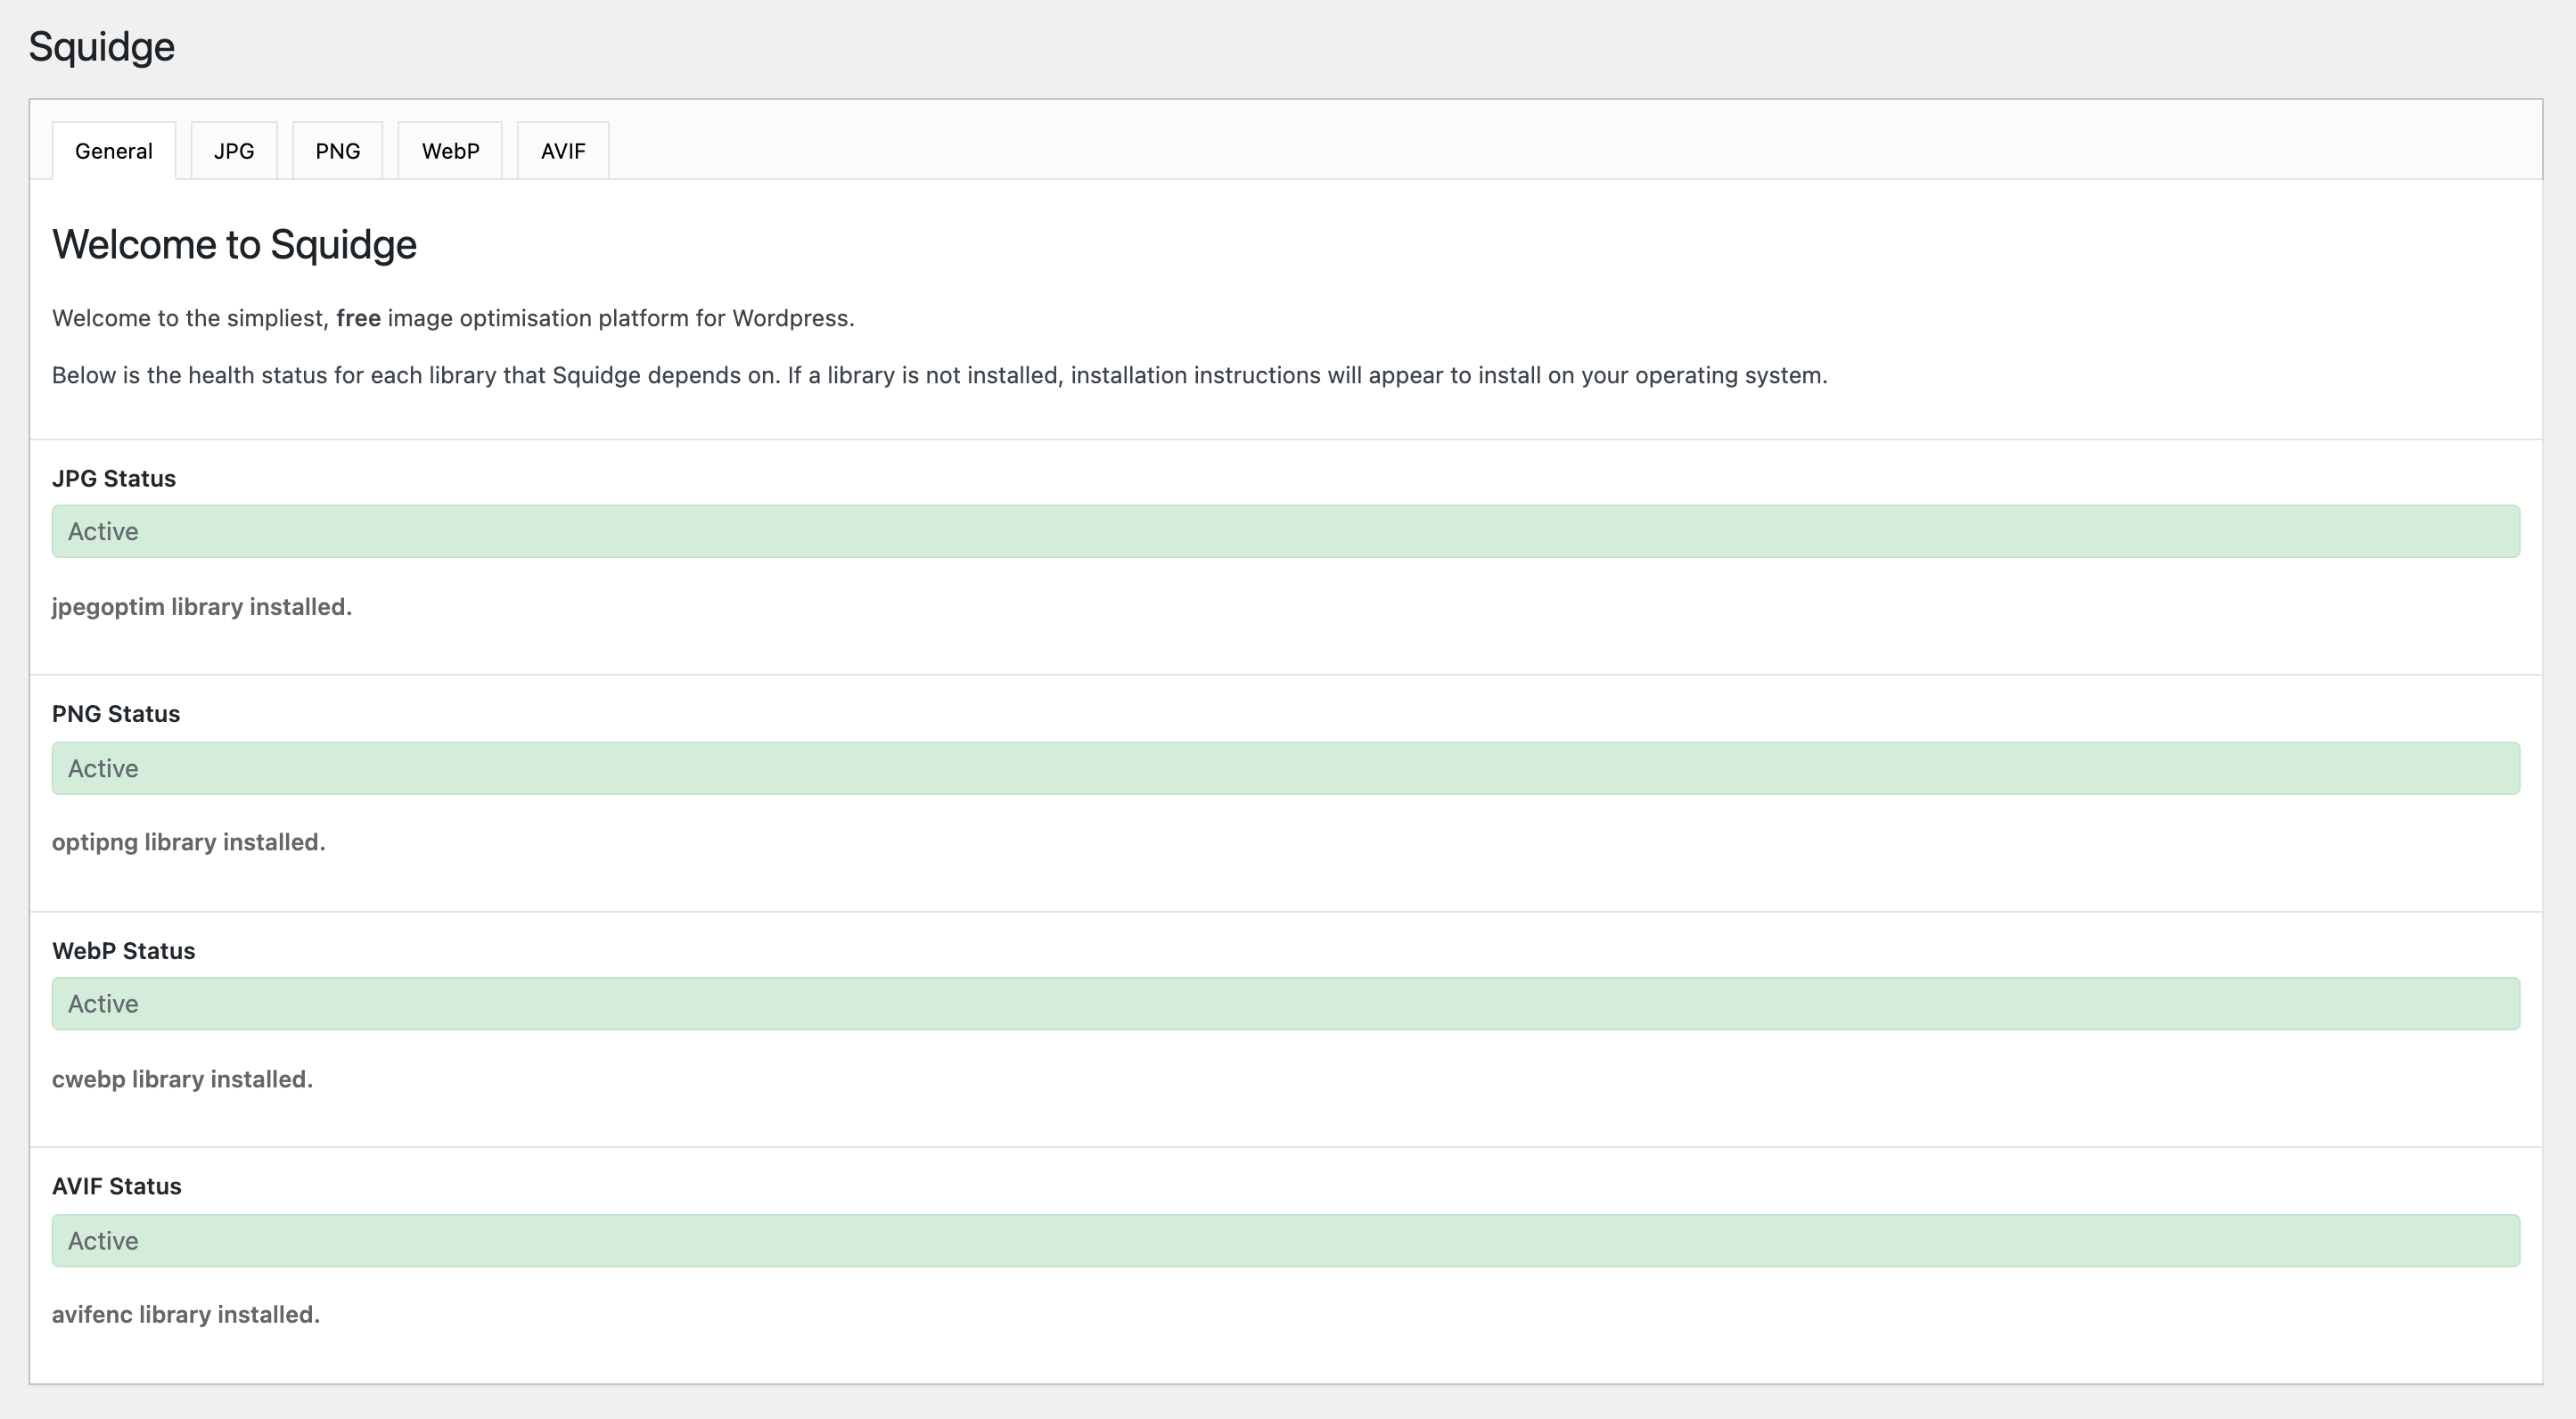 Squidge
General JPG PNG WebP AVIF
Welcome to Squidge
Welcome to the simpliest, free image optimisation platform for Wordpress.
Below is the health status for each library that Squidge depends on. If a library is not installed, installation instructions will appear to install on your operating system.
JPG Status
Active
jpegoptim library installed.
PNG Status
Active
optipng library installed.
WebP Status
Active
cwebp library installed.
AVIF Status
Active
avifenc library installed.